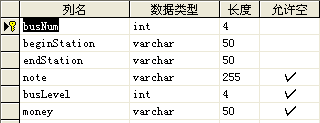 列名 数据类型 长度 允许空
busNum int 4
beginStation varchar 50
endStation varchar 50
note varchar 255 ✓
busLevel int 4 ✓
money varchar 50 ✓